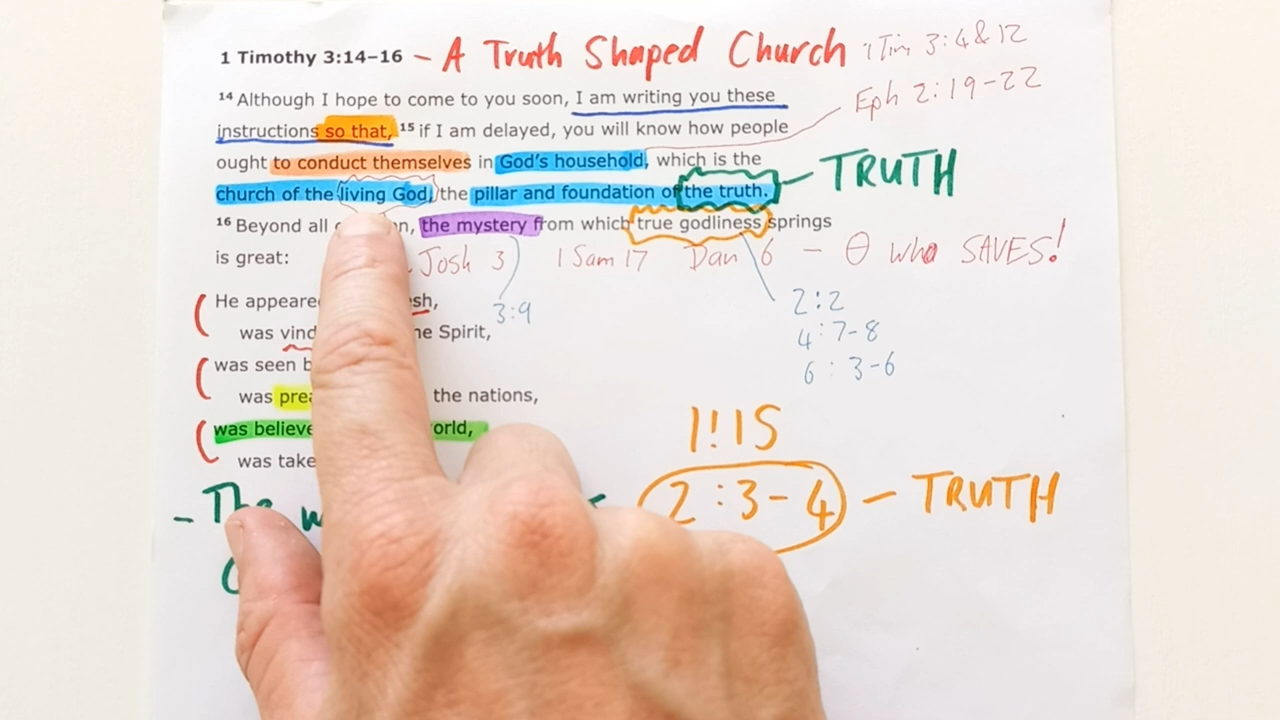 1 Timothy 3:14–16 – A Truth Shaped Church 1 Tim 3:4&12
Eph 2:19-22
14 Although I hope to come to you soon, I am writing you these
instructions so that, 15 if I am delayed, you will know how people
ought to conduct themselves in God's household, which is the
church of the living God, the pillar and foundation of the truth. – TRUTH
16 Beyond all n, the mystery from which true godliness springs
is great: Josh 3 1 Sam 17 Dan 6 – θ who SAVES!
3:9
2:2
4:7-8
6:3-6
He appeare sh,
was vind he Spirit,
was seen b
was prea the nations,
was believe orld,
was take
1:15
2:3-4 – TRUTH
- The w